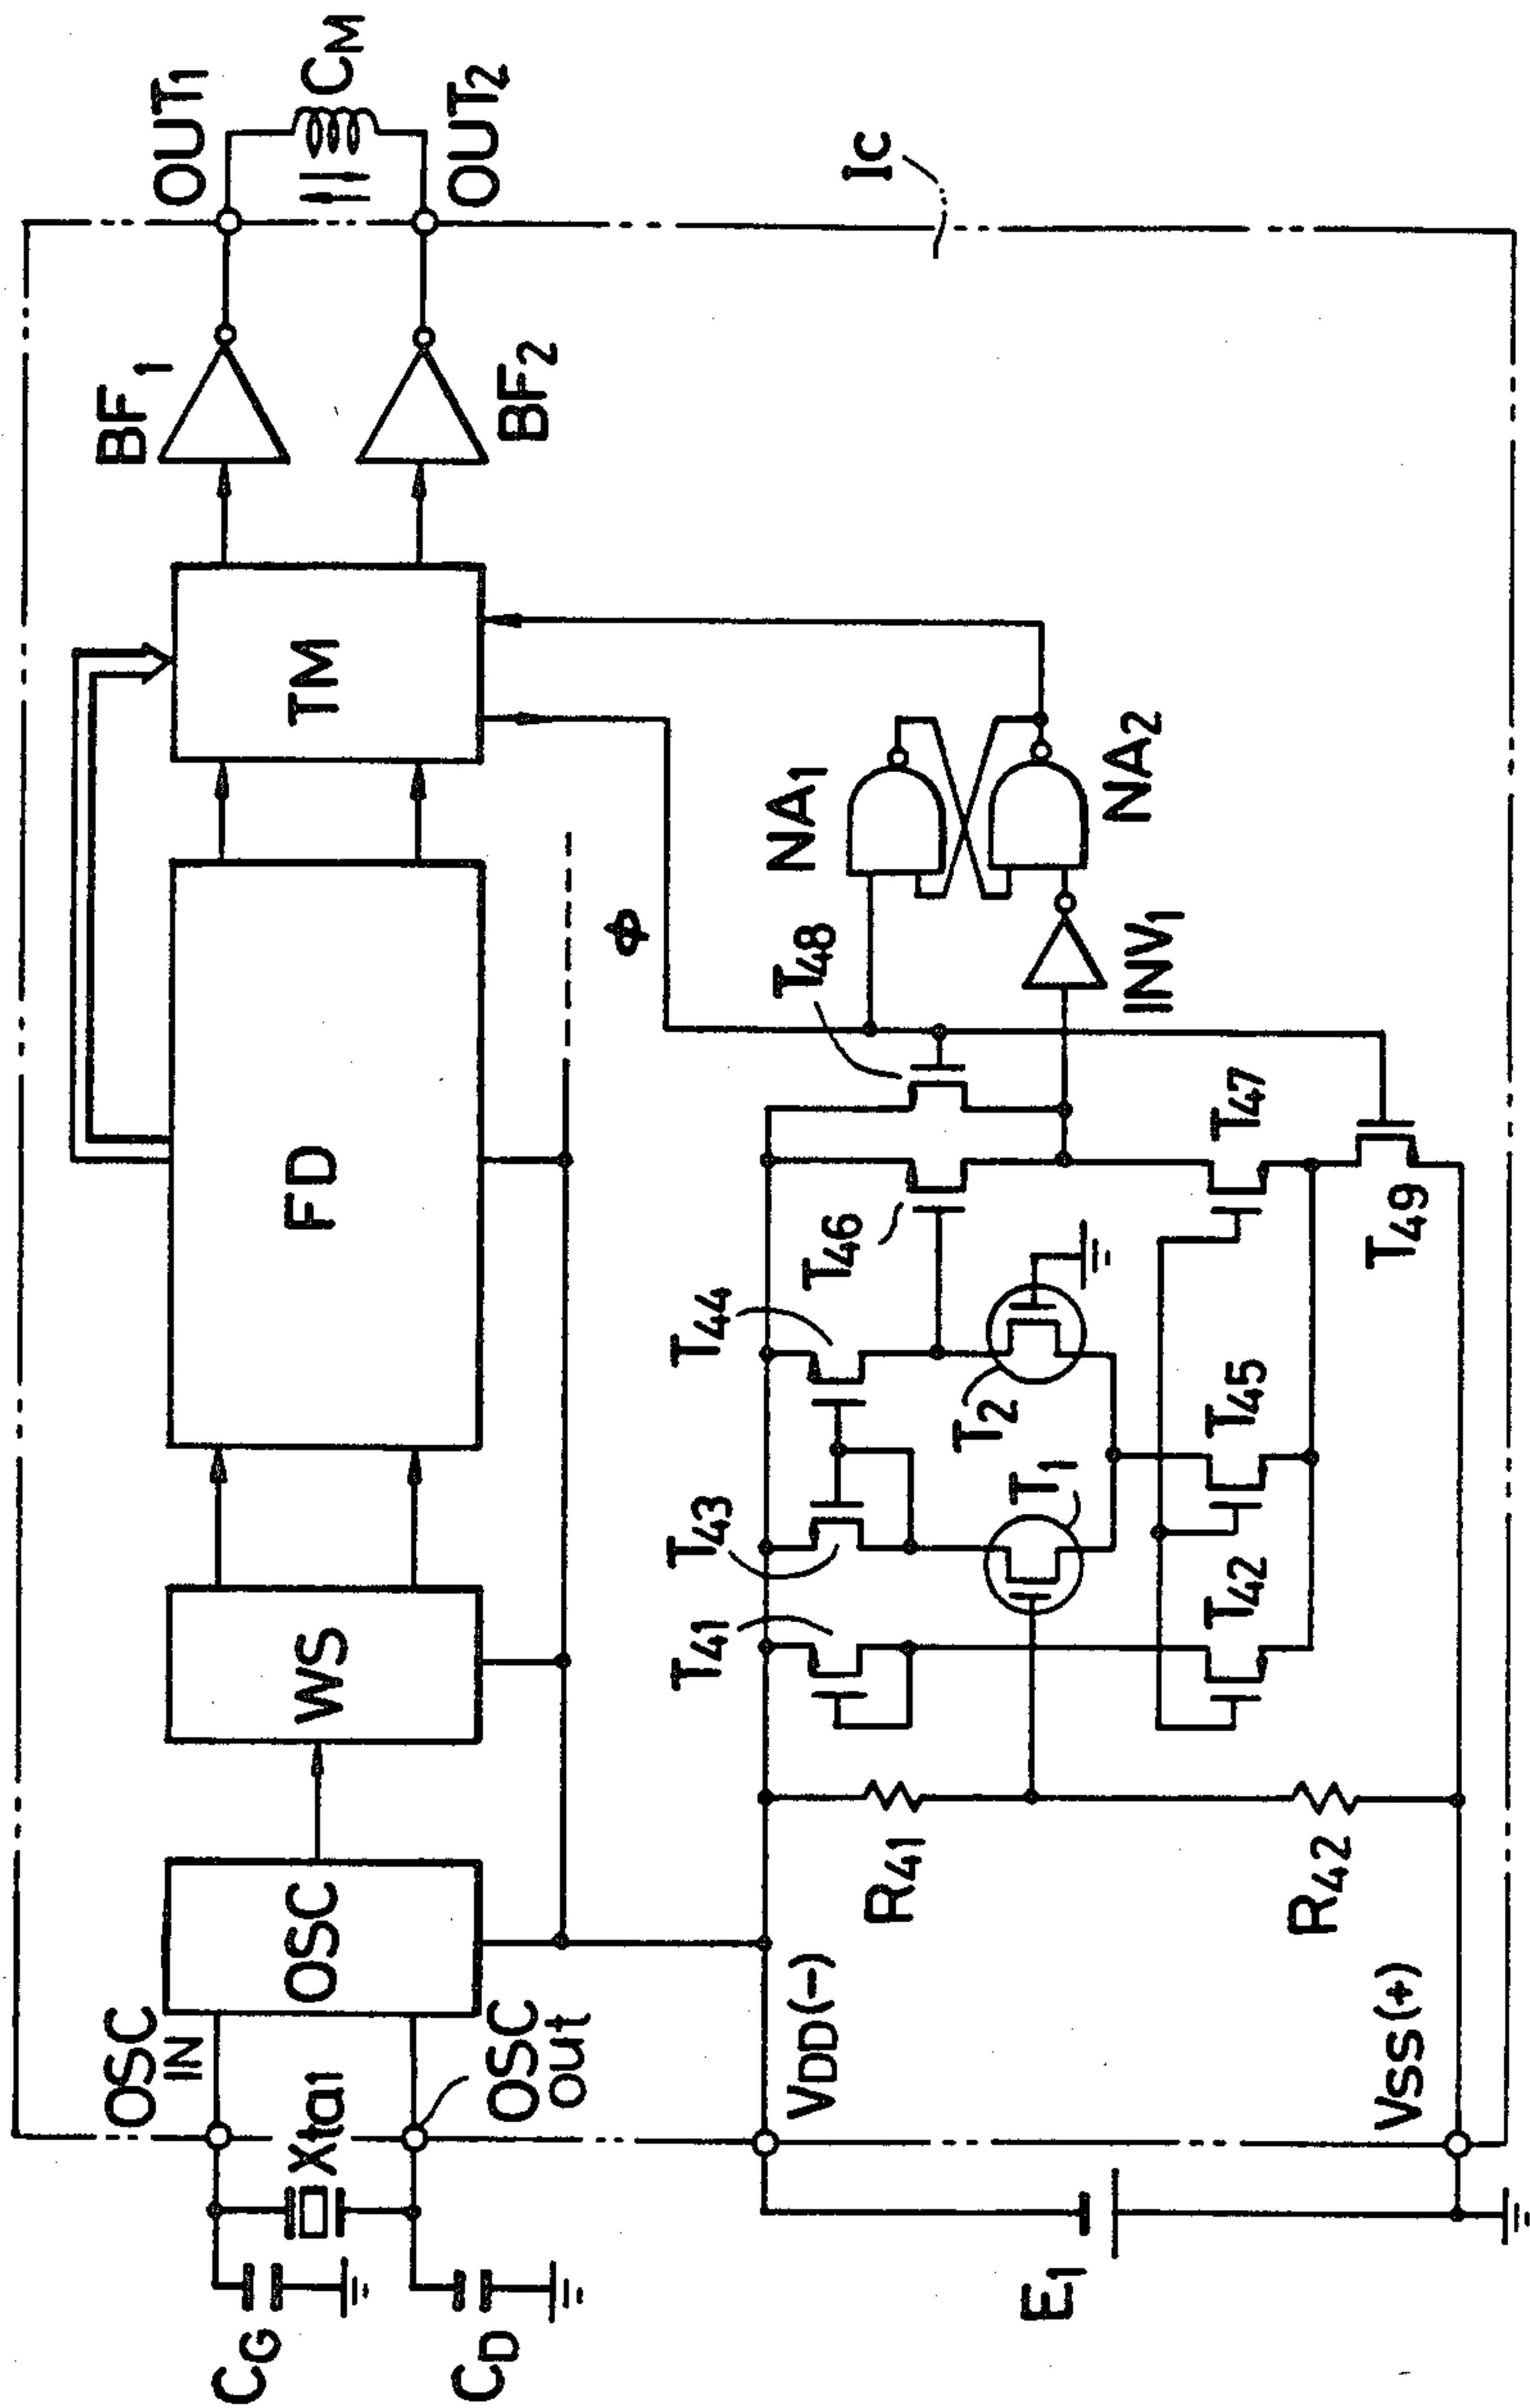 OUT1
CM
OUT2
BF1
BF2
IC
TM
FD
WS
OSC
OSC IN
Xtal
OSC OUT
CG
CD
φ
NA1
NA2
INV1
T48
T46
T47
T44
T49
T2
T45
T43
T1
T42
T41
R41
R42
VDD(-)
VSS(+)
E1